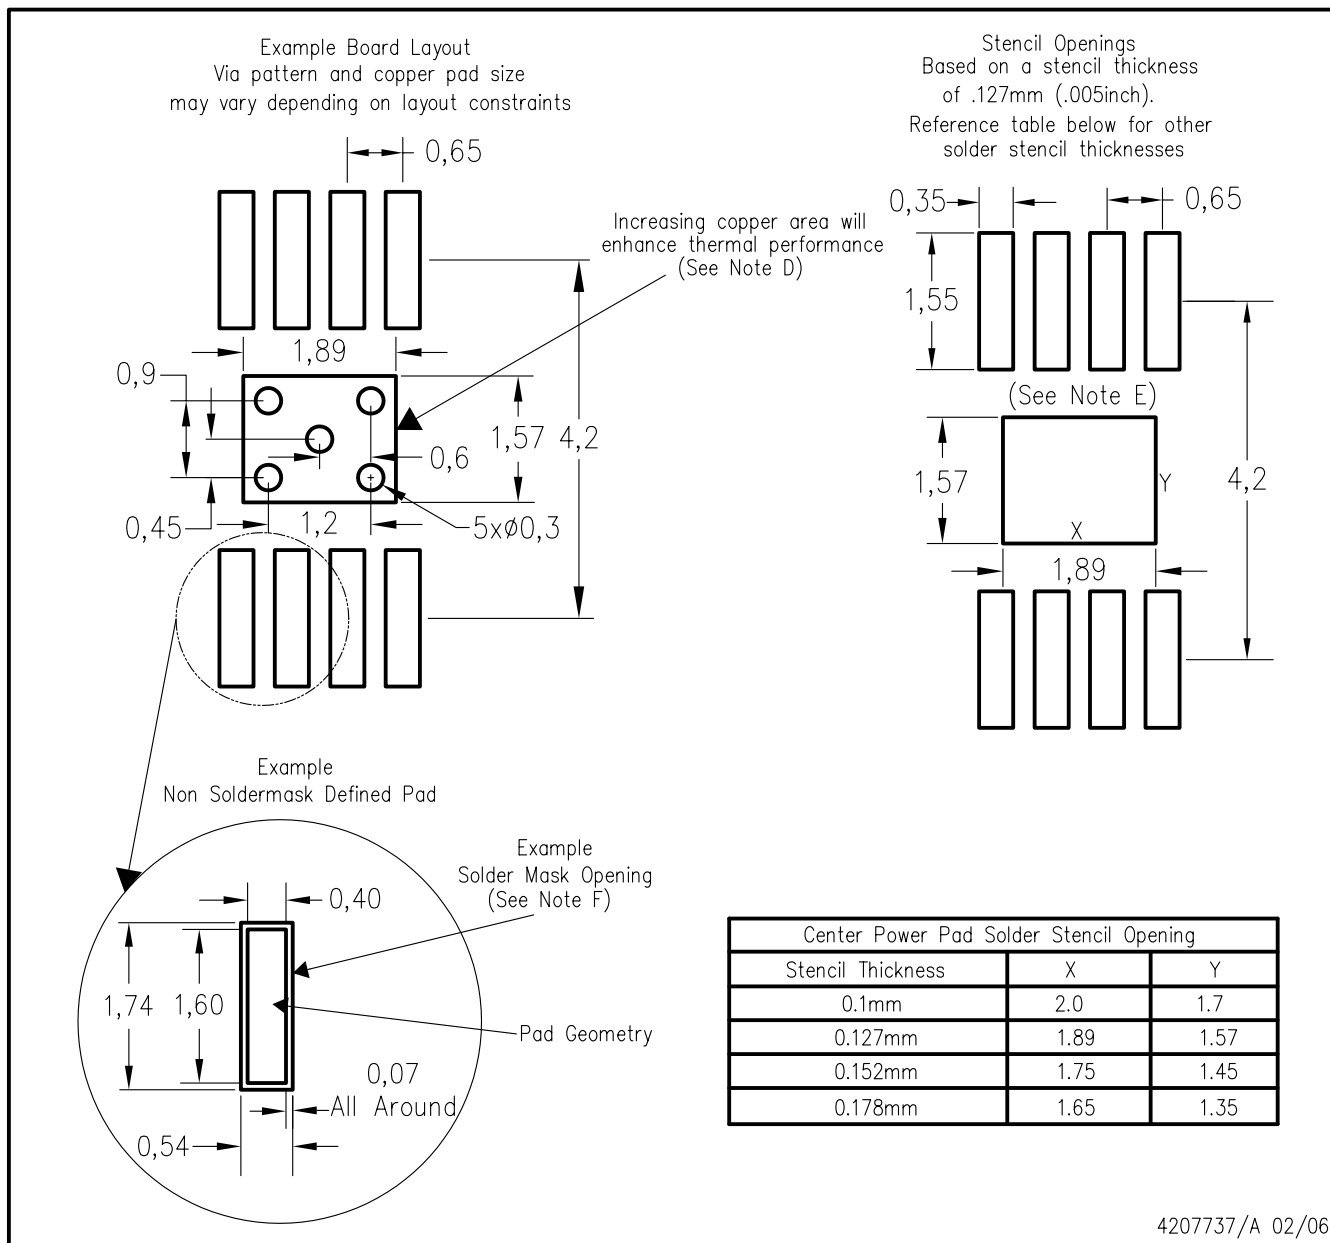 Example Board Layout
Via pattern and copper pad size
may vary depending on layout constraints
0,65
Increasing copper area will
enhance thermal performance
(See Note D)
1,89
0,9
1,57
4,2
0,6
0,45
1,2
5xø0,3
Stencil Openings
Based on a stencil thickness
of .127mm (.005inch).
Reference table below for other
solder stencil thicknesses
0,35
0,65
1,55
(See Note E)
1,57
Y
4,2
X
1,89
Example
Non Soldermask Defined Pad
Example
Solder Mask Opening
(See Note F)
0,40
1,74
1,60
Pad Geometry
0,07
All Around
0,54
Center Power Pad Solder Stencil Opening
Stencil Thickness X Y
0.1mm 2.0 1.7
0.127mm 1.89 1.57
0.152mm 1.75 1.45
0.178mm 1.65 1.35
4207737/A 02/06